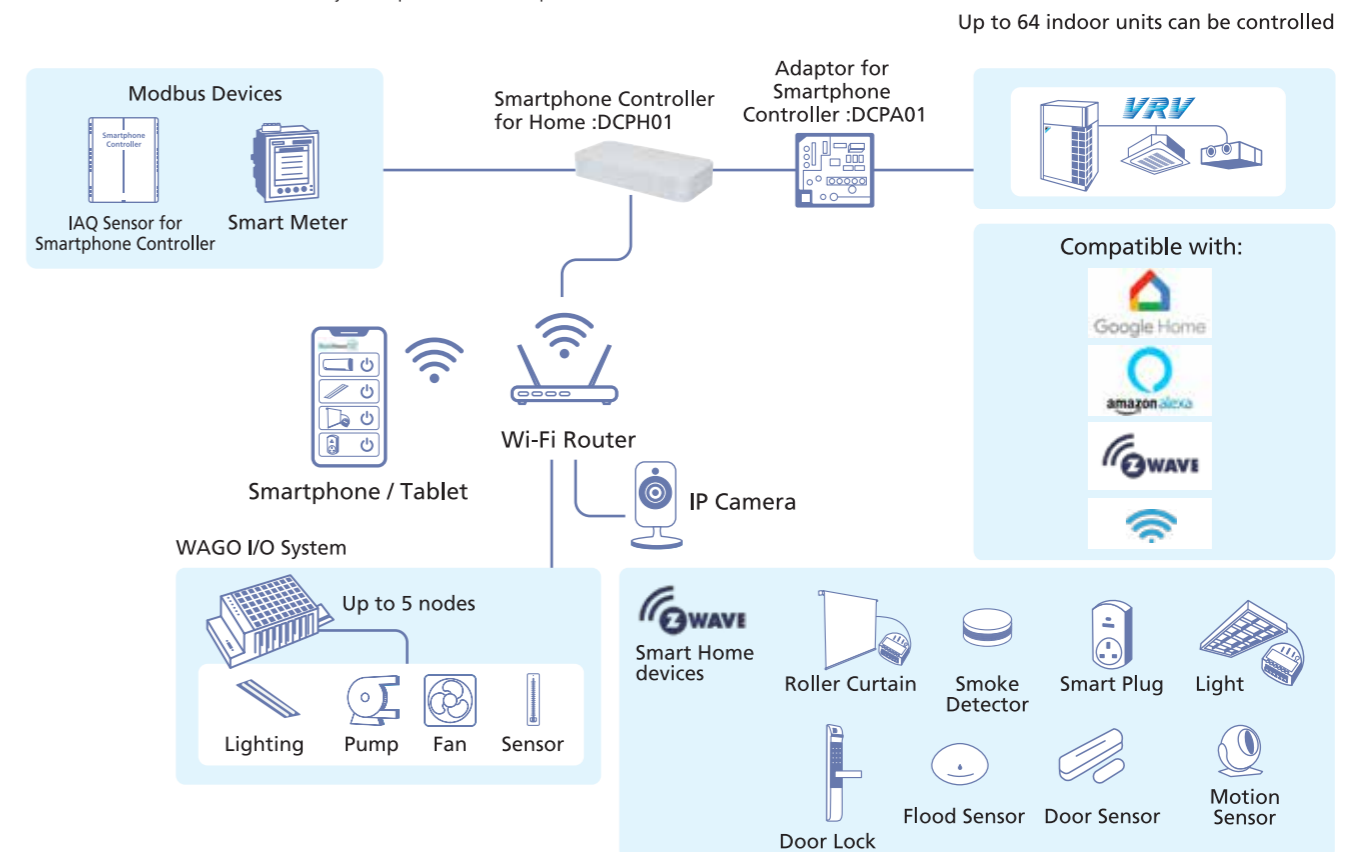 Up to 64 indoor units can be controlled
Modbus Devices
Smartphone
Controller
IAQ Sensor for
Smartphone Controller
Smart Meter
Smartphone Controller
for Home :DCPH01
Adaptor for
Smartphone
Controller :DCPA01
VRV
Compatible with:
Google Home
amazon alexa
Z WAVE
Wi-Fi Router
Smartphone / Tablet
IP Camera
WAGO I/O System
Up to 5 nodes
Lighting
Pump
Fan
Sensor
Z WAVE
Smart Home
devices
Roller Curtain
Smoke
Detector
Smart Plug
Light
Door Lock
Flood Sensor
Door Sensor
Motion
Sensor